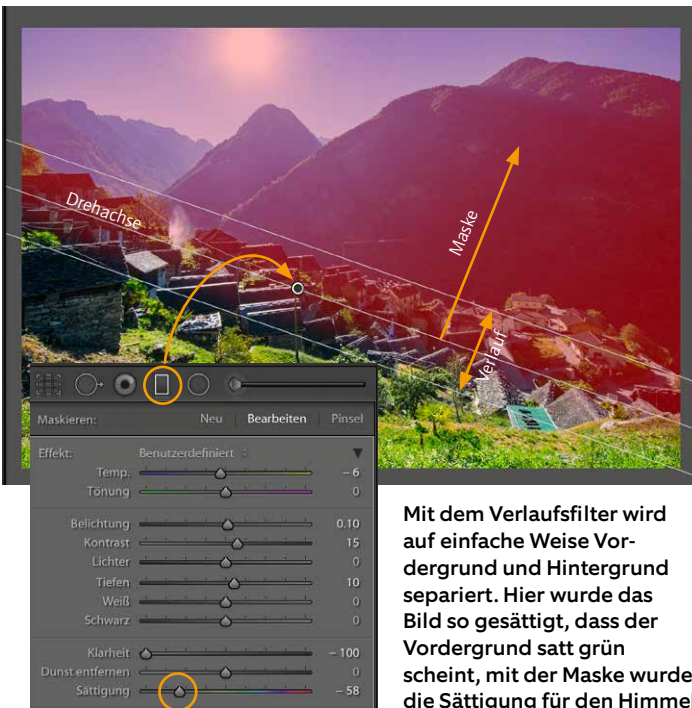 Drehachse
Maske
Verlauf
Maskieren: Neu Bearbeiten Pinsel
Effekt: Benutzerdefiniert
Temp. – 6
Tönung 0
Belichtung 0.10
Kontrast 15
Lichter 0
Tiefen 10
Weiß 0
Schwarz 0
Klarheit – 100
Dunst entfernen 0
Sättigung – 58
Mit dem Verlaufsfilter wird
auf einfache Weise Vor-
dergrund und Hintergrund
separiert. Hier wurde das
Bild so gesättigt, dass der
Vordergrund satt grün
scheint, mit der Maske wurde
die Sättigung für den Himmel